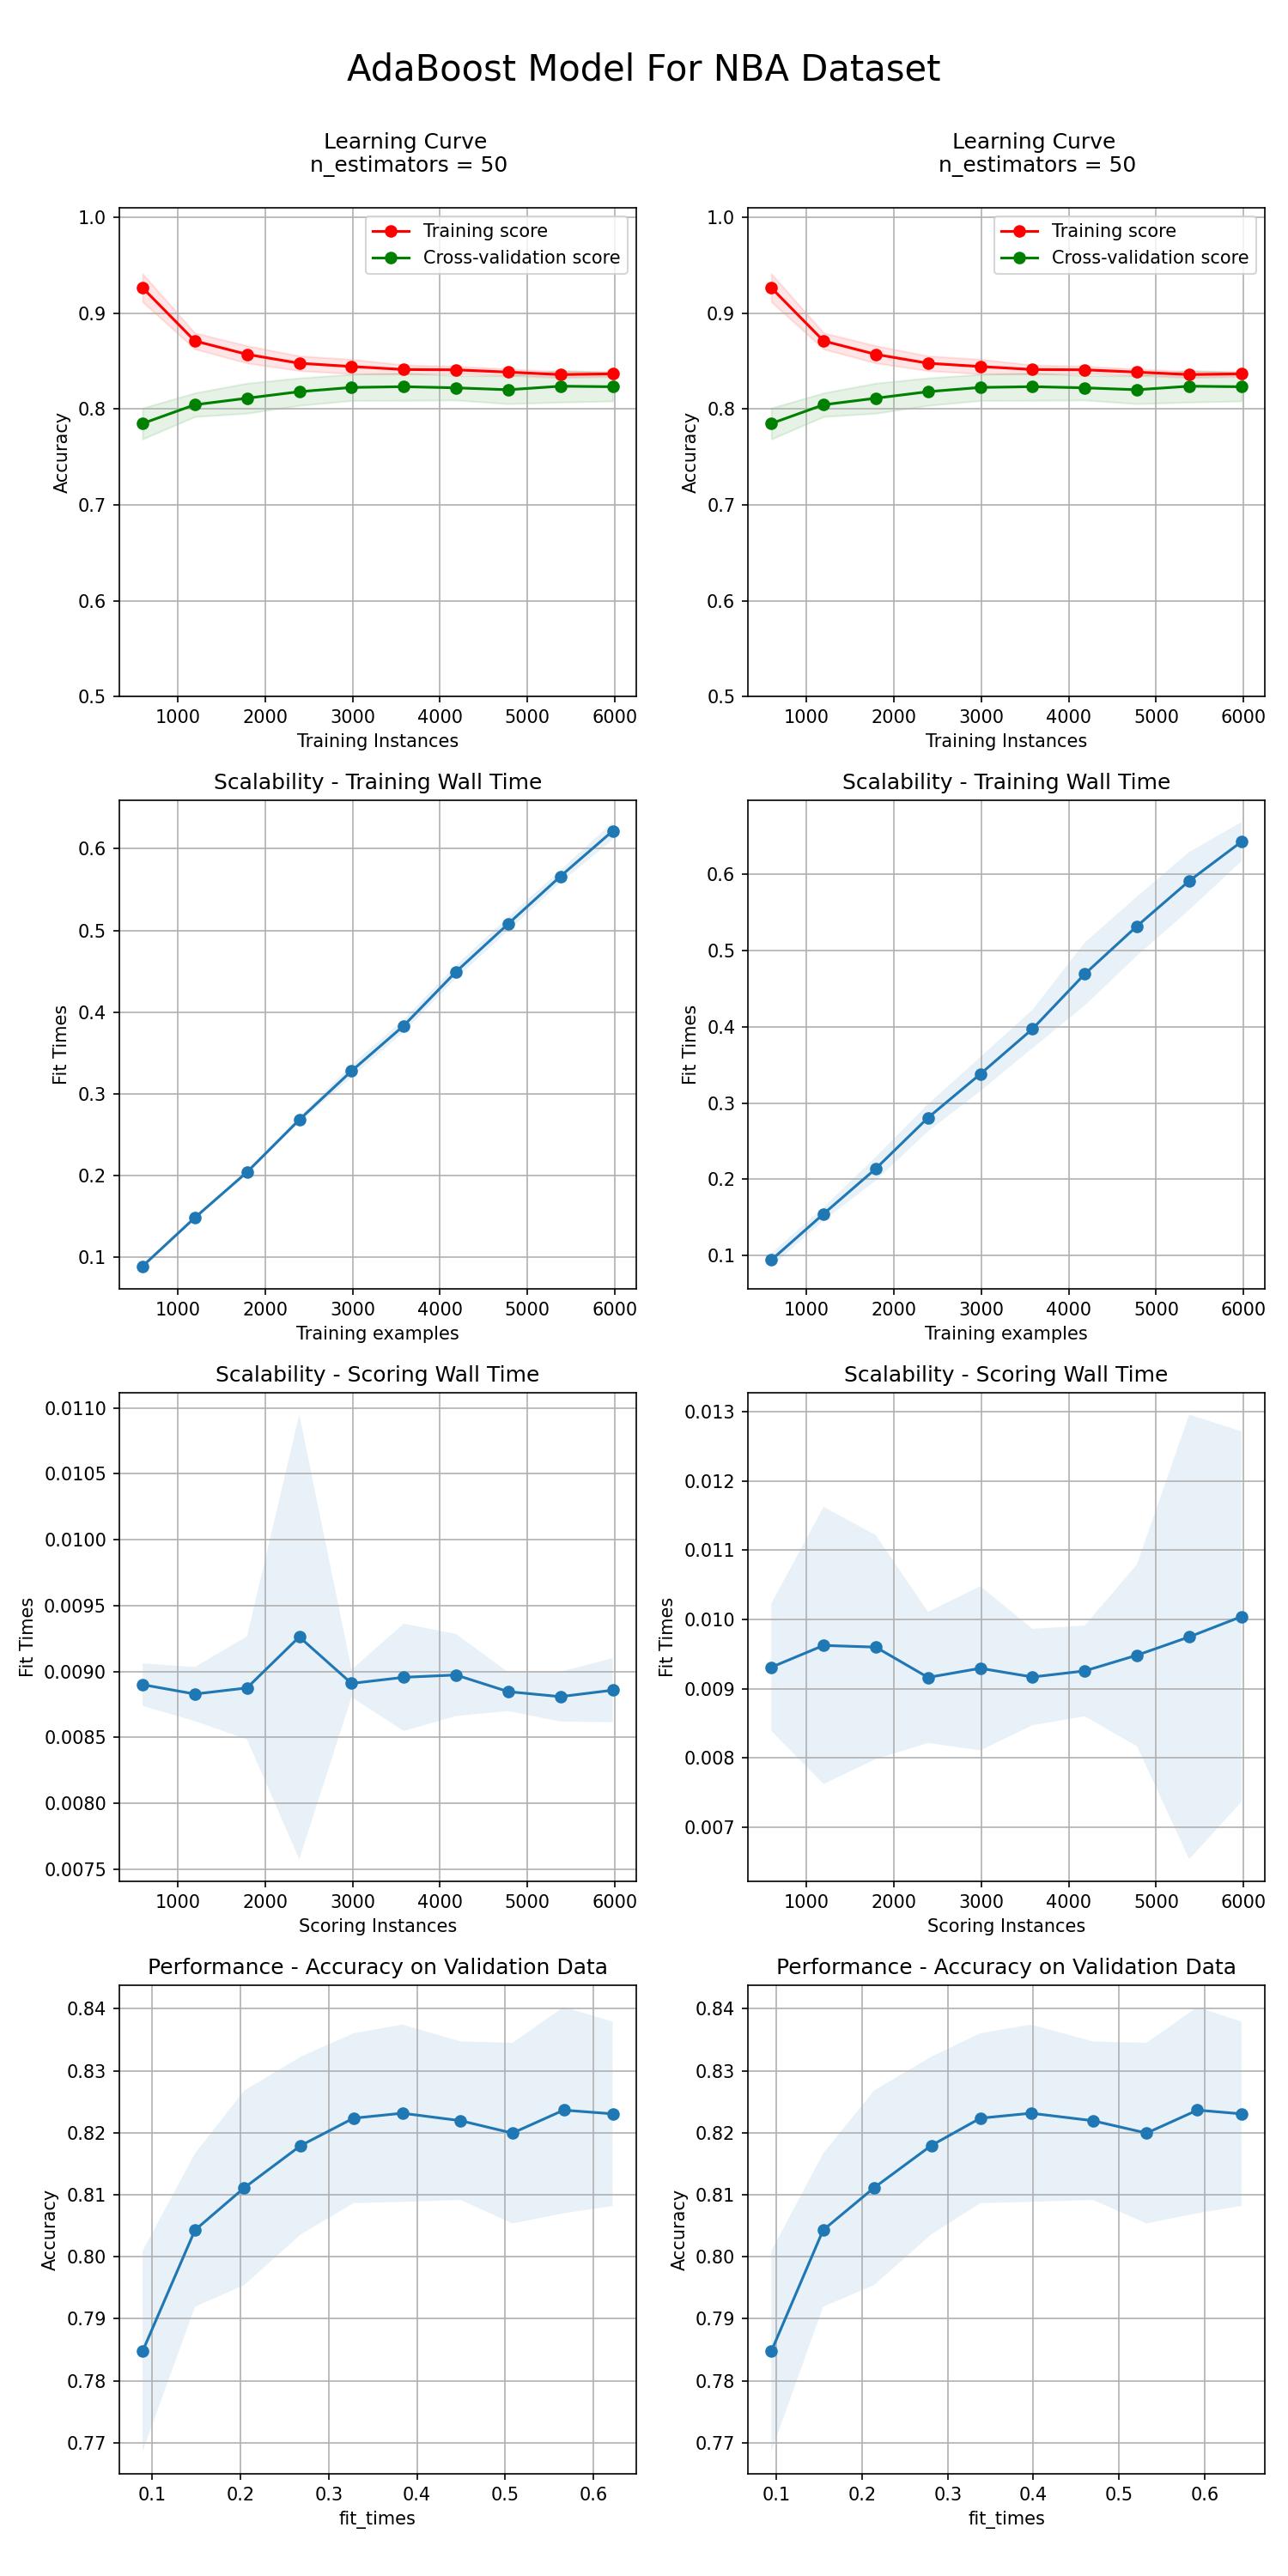 AdaBoost Model For NBA Dataset
Learning Curve
n_estimators = 50
1.0
0.9
0.8
0.7
0.6
0.5
Accuracy
Training score
Cross-validation score
1000 2000 3000 4000 5000 6000
Training Instances
Learning Curve
n_estimators = 50
1.0
0.9
0.8
0.7
0.6
0.5
Accuracy
Training score
Cross-validation score
1000 2000 3000 4000 5000 6000
Training Instances
Scalability - Training Wall Time
0.6
0.5
0.4
0.3
0.2
0.1
Fit Times
1000 2000 3000 4000 5000 6000
Training examples
Scalability - Training Wall Time
0.6
0.5
0.4
0.3
0.2
0.1
Fit Times
1000 2000 3000 4000 5000 6000
Training examples
Scalability - Scoring Wall Time
0.0110
0.0105
0.0100
0.0095
0.0090
0.0085
0.0080
0.0075
Fit Times
1000 2000 3000 4000 5000 6000
Scoring Instances
Scalability - Scoring Wall Time
0.013
0.012
0.011
0.010
0.009
0.008
0.007
Fit Times
1000 2000 3000 4000 5000 6000
Scoring Instances
Performance - Accuracy on Validation Data
0.84
0.83
0.82
0.81
0.80
0.79
0.78
0.77
Accuracy
0.1 0.2 0.3 0.4 0.5 0.6
fit_times
Performance - Accuracy on Validation Data
0.84
0.83
0.82
0.81
0.80
0.79
0.78
0.77
Accuracy
0.1 0.2 0.3 0.4 0.5 0.6
fit_times